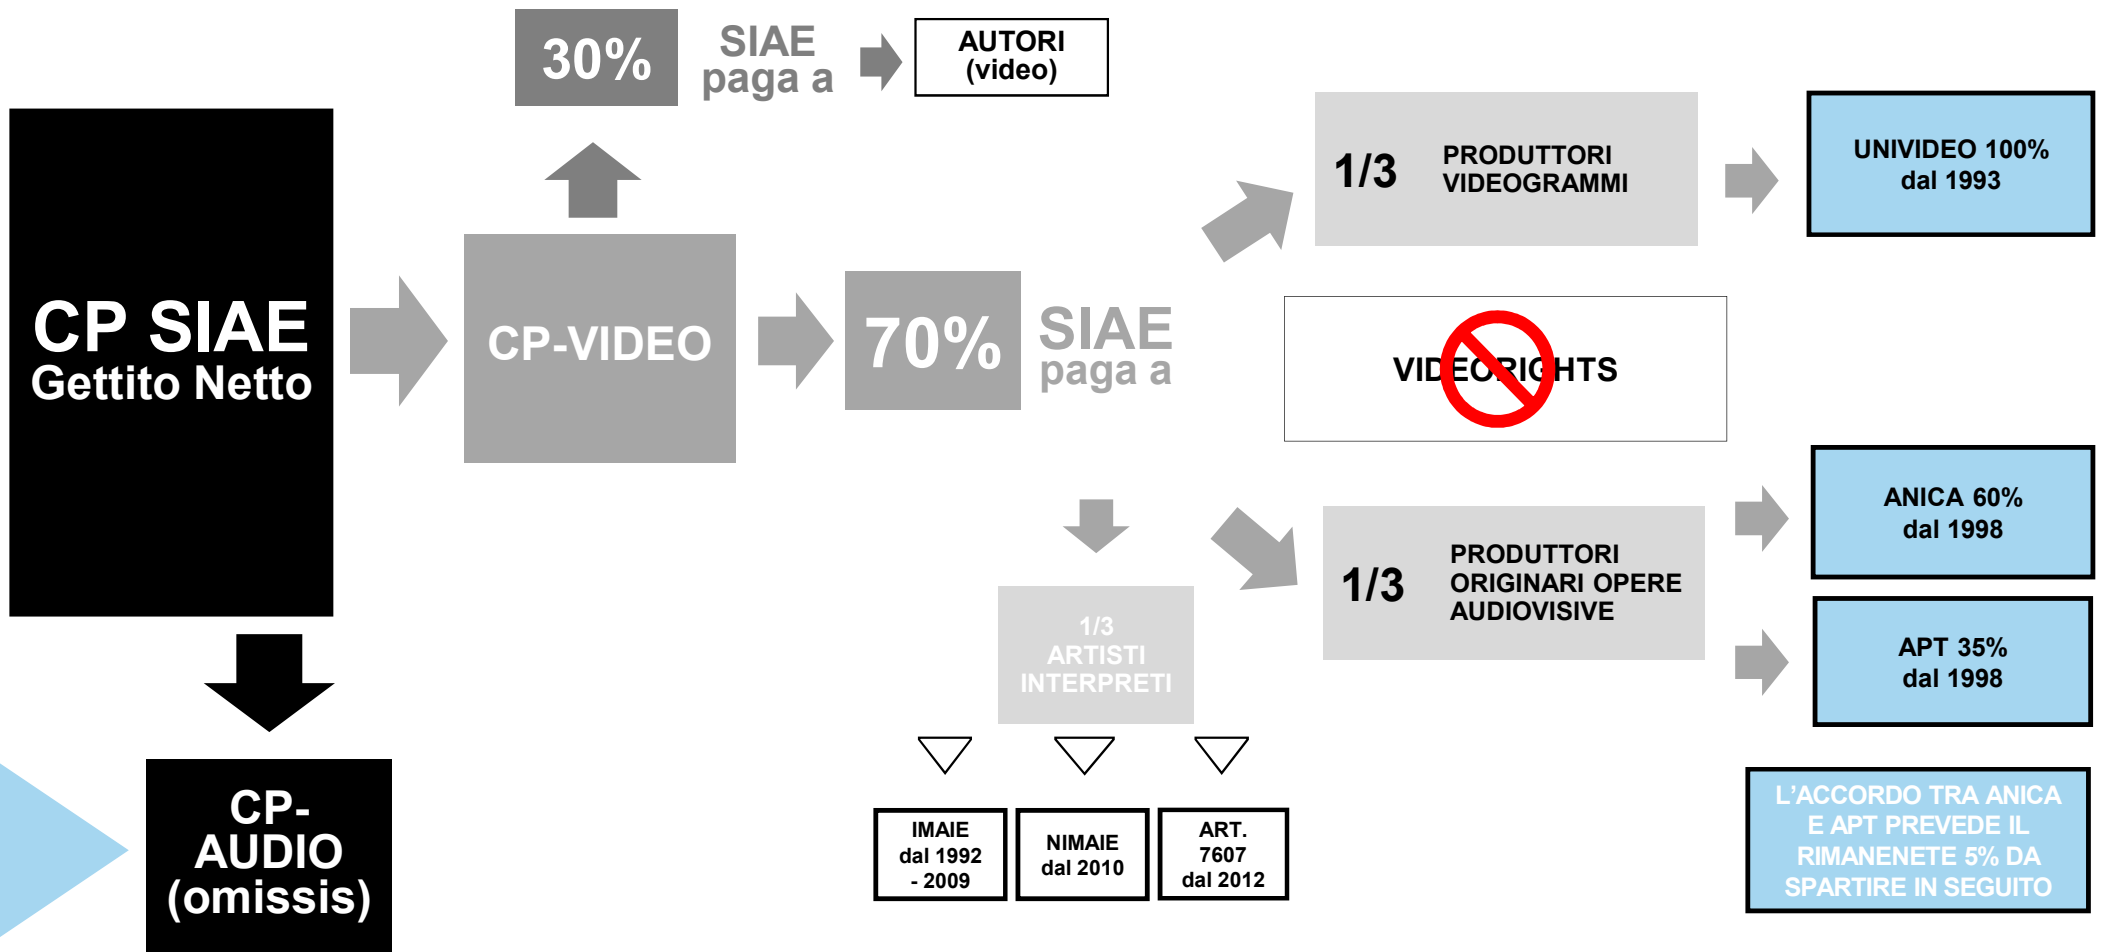 30%
SIAE
paga a
AUTORI
(video)
CP SIAE
Gettito Netto
CP-VIDEO
70%
SIAE
paga a
1/3
PRODUTTORI
VIDEOGRAMMI
UNIVIDEO 100%
dal 1993
VIDEORIGHTS
1/3
PRODUTTORI
ORIGINARI OPERE
AUDIOVISIVE
ANICA 60%
dal 1998
APT 35%
dal 1998
L'ACCORDO TRA ANICA
E APT PREVEDE IL
RIMANENETE 5% DA
SPARTIRE IN SEGUITO
1/3
ARTISTI
INTERPRETI
IMAIE
dal 1992
- 2009
NIMAIE
dal 2010
ART.
7607
dal 2012
CP-
AUDIO
(omissis)